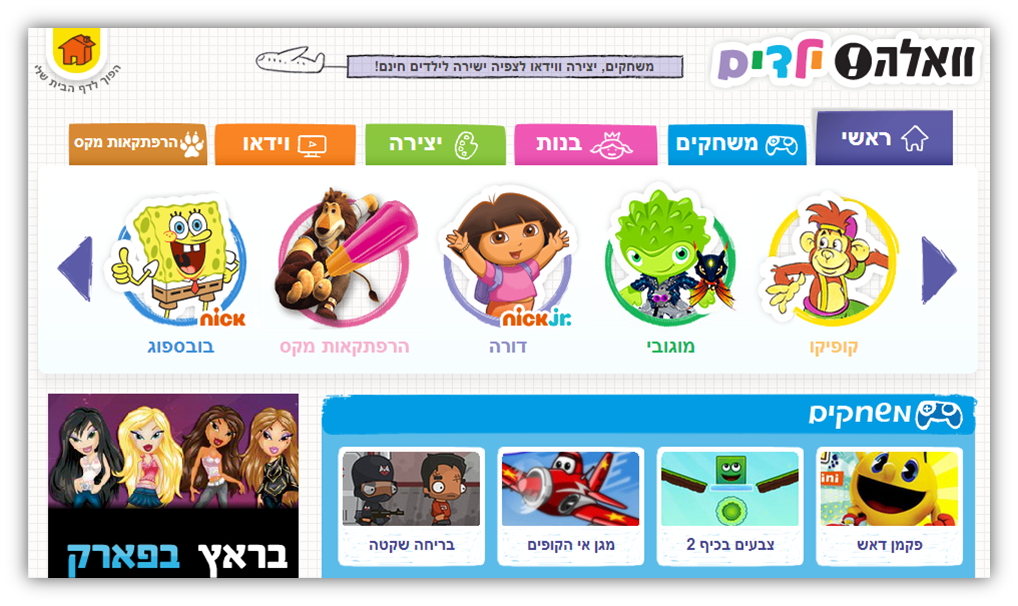 וואלה! ילדים
משחקים, יצירה ווידאו לצפיה ישירה לילדים חינם!
הפוך לדף הבית שלי
ראשי
משחקים
בנות
יצירה
וידאו
הרפתקאות מקס
nick jr.
nick
קופיקו
מוגובי
דורה
הרפתקאות מקס
בובספוג
משחקים
פקמן דאש
צבעים בכיף 2
מגן אי הקופים
בריחה שקטה
בראץ בפארק